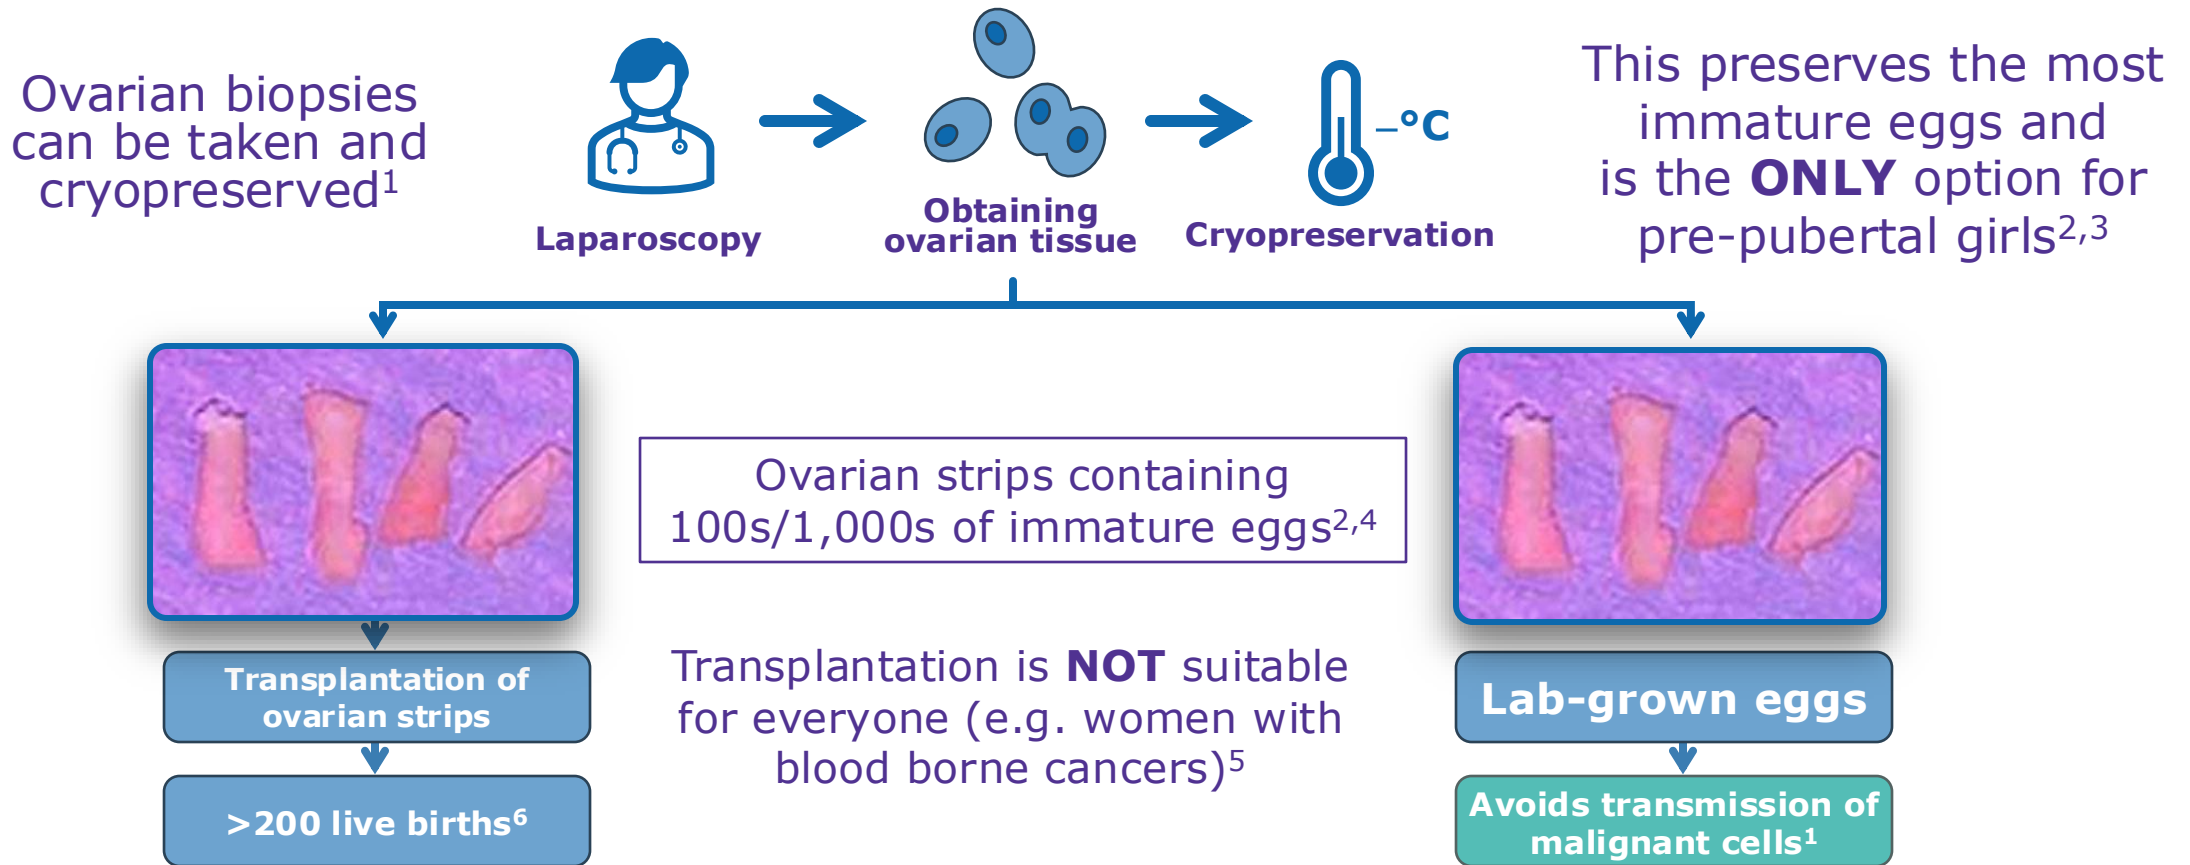 Ovarian biopsies
can be taken and
cryopreserved¹
Laparoscopy
Obtaining
ovarian tissue
–°C
Cryopreservation
This preserves the most
immature eggs and
is the ONLY option for
pre-pubertal girls²,³
Ovarian strips containing
100s/1,000s of immature eggs²,⁴
Transplantation is NOT suitable
for everyone (e.g. women with
blood borne cancers)⁵
Transplantation of
ovarian strips
>200 live births⁶
Lab-grown eggs
Avoids transmission of
malignant cells¹